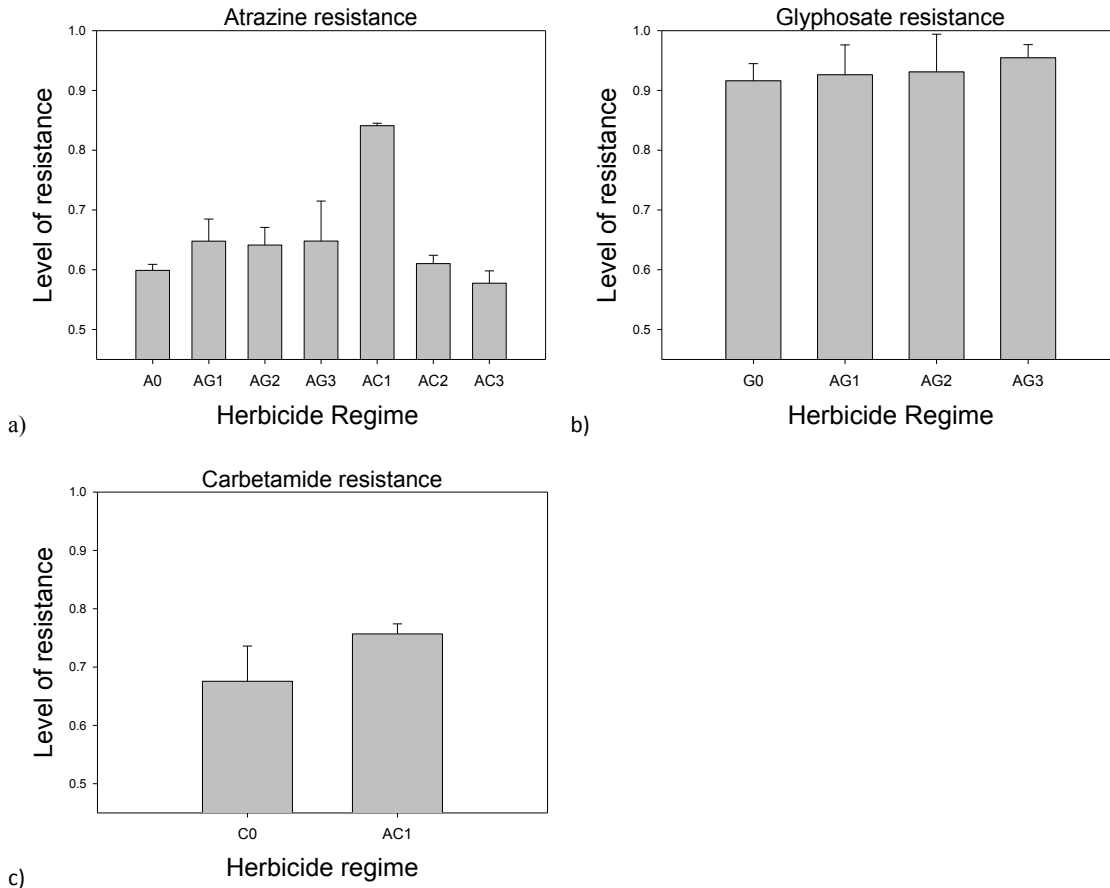 Atrazine resistance
Level of resistance
1.0
0.9
0.8
0.7
0.6
0.5
A0 AG1 AG2 AG3 AC1 AC2 AC3
Herbicide Regime
a)
Glyphosate resistance
Level of resistance
1.0
0.9
0.8
0.7
0.6
0.5
G0 AG1 AG2 AG3
Herbicide Regime
b)
Carbetamide resistance
Level of resistance
1.0
0.9
0.8
0.7
0.6
0.5
C0 AC1
Herbicide regime
c)